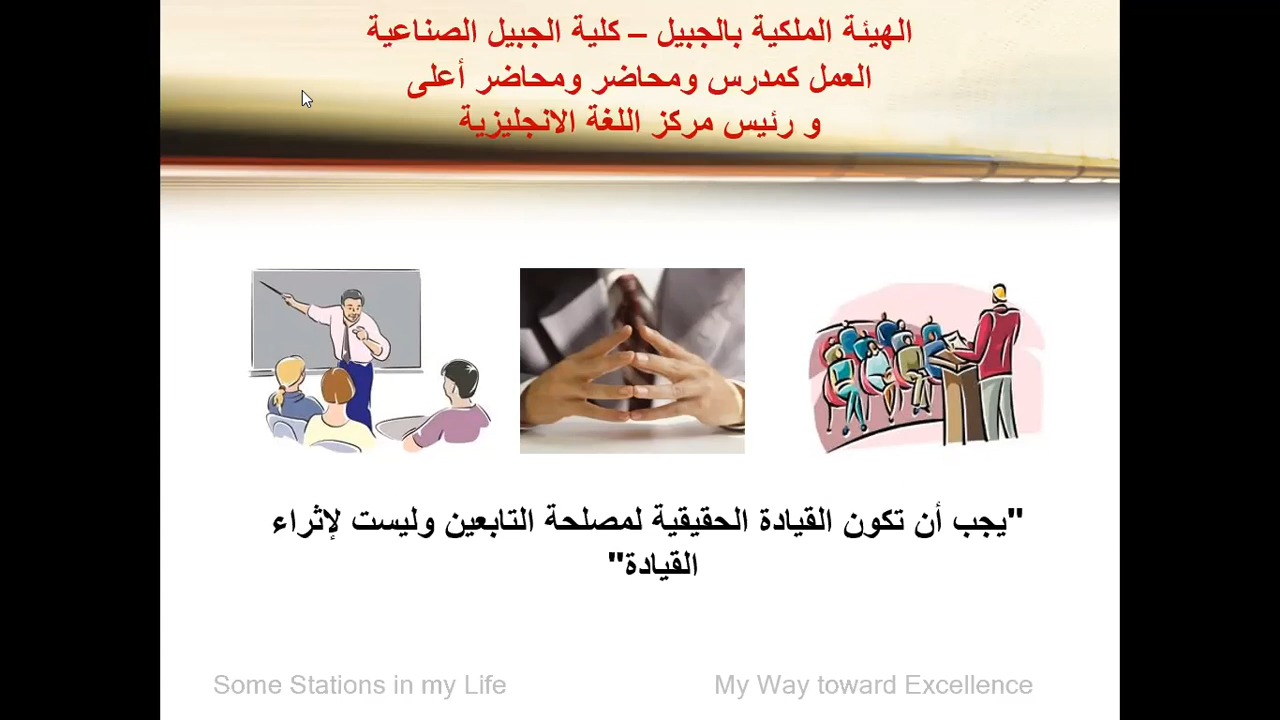 الهيئة الملكية بالجبيل – كلية الجبيل الصناعية
العمل كمدرس ومحاضر ومحاضر أعلى
و رئيس مركز اللغة الانجليزية
"يجب أن تكون القيادة الحقيقية لمصلحة التابعين وليست لإثراء
القيادة"
Some Stations in my Life
My Way toward Excellence